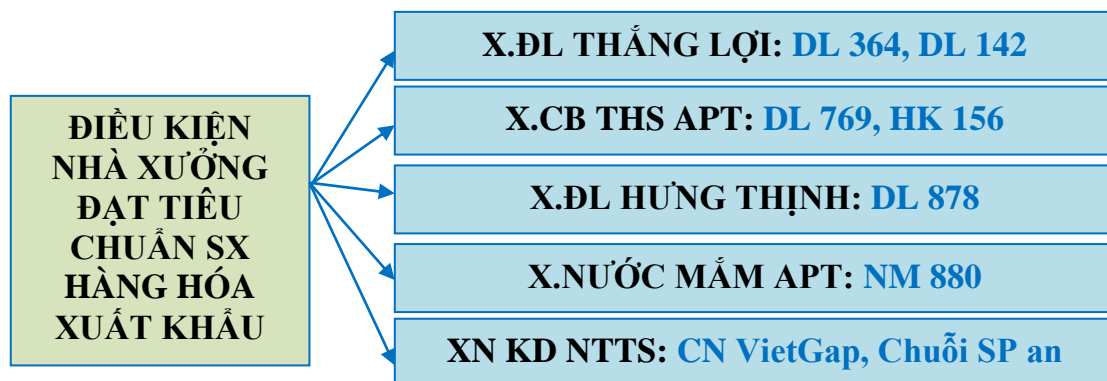 ĐIỀU KIỆN
NHÀ XƯỞNG
ĐẠT TIÊU
CHUẨN SX
HÀNG HÓA
XUẤT KHẨU
X.ĐL THẮNG LỢI: DL 364, DL 142
X.CB THS APT: DL 769, HK 156
X.ĐL HƯNG THỊNH: DL 878
X.NƯỚC MẮM APT: NM 880
XN KD NTTS: CN VietGap, Chuỗi SP an